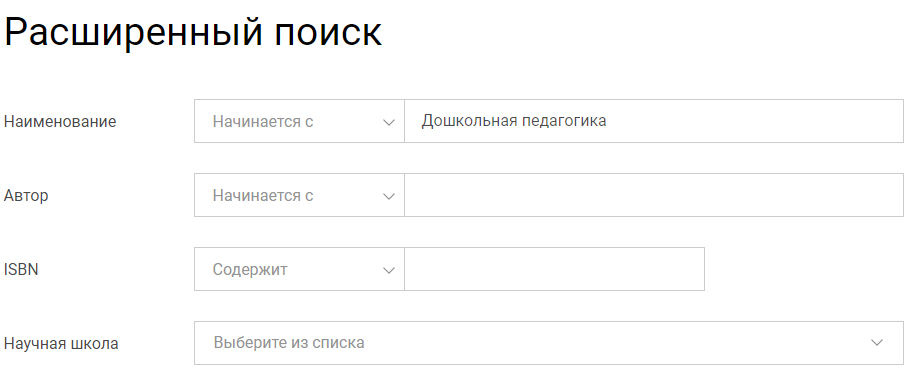 Расширенный поиск
Наименование Начинается с Дошкольная педагогика
Автор Начинается с
ISBN Содержит
Научная школа Выберите из списка